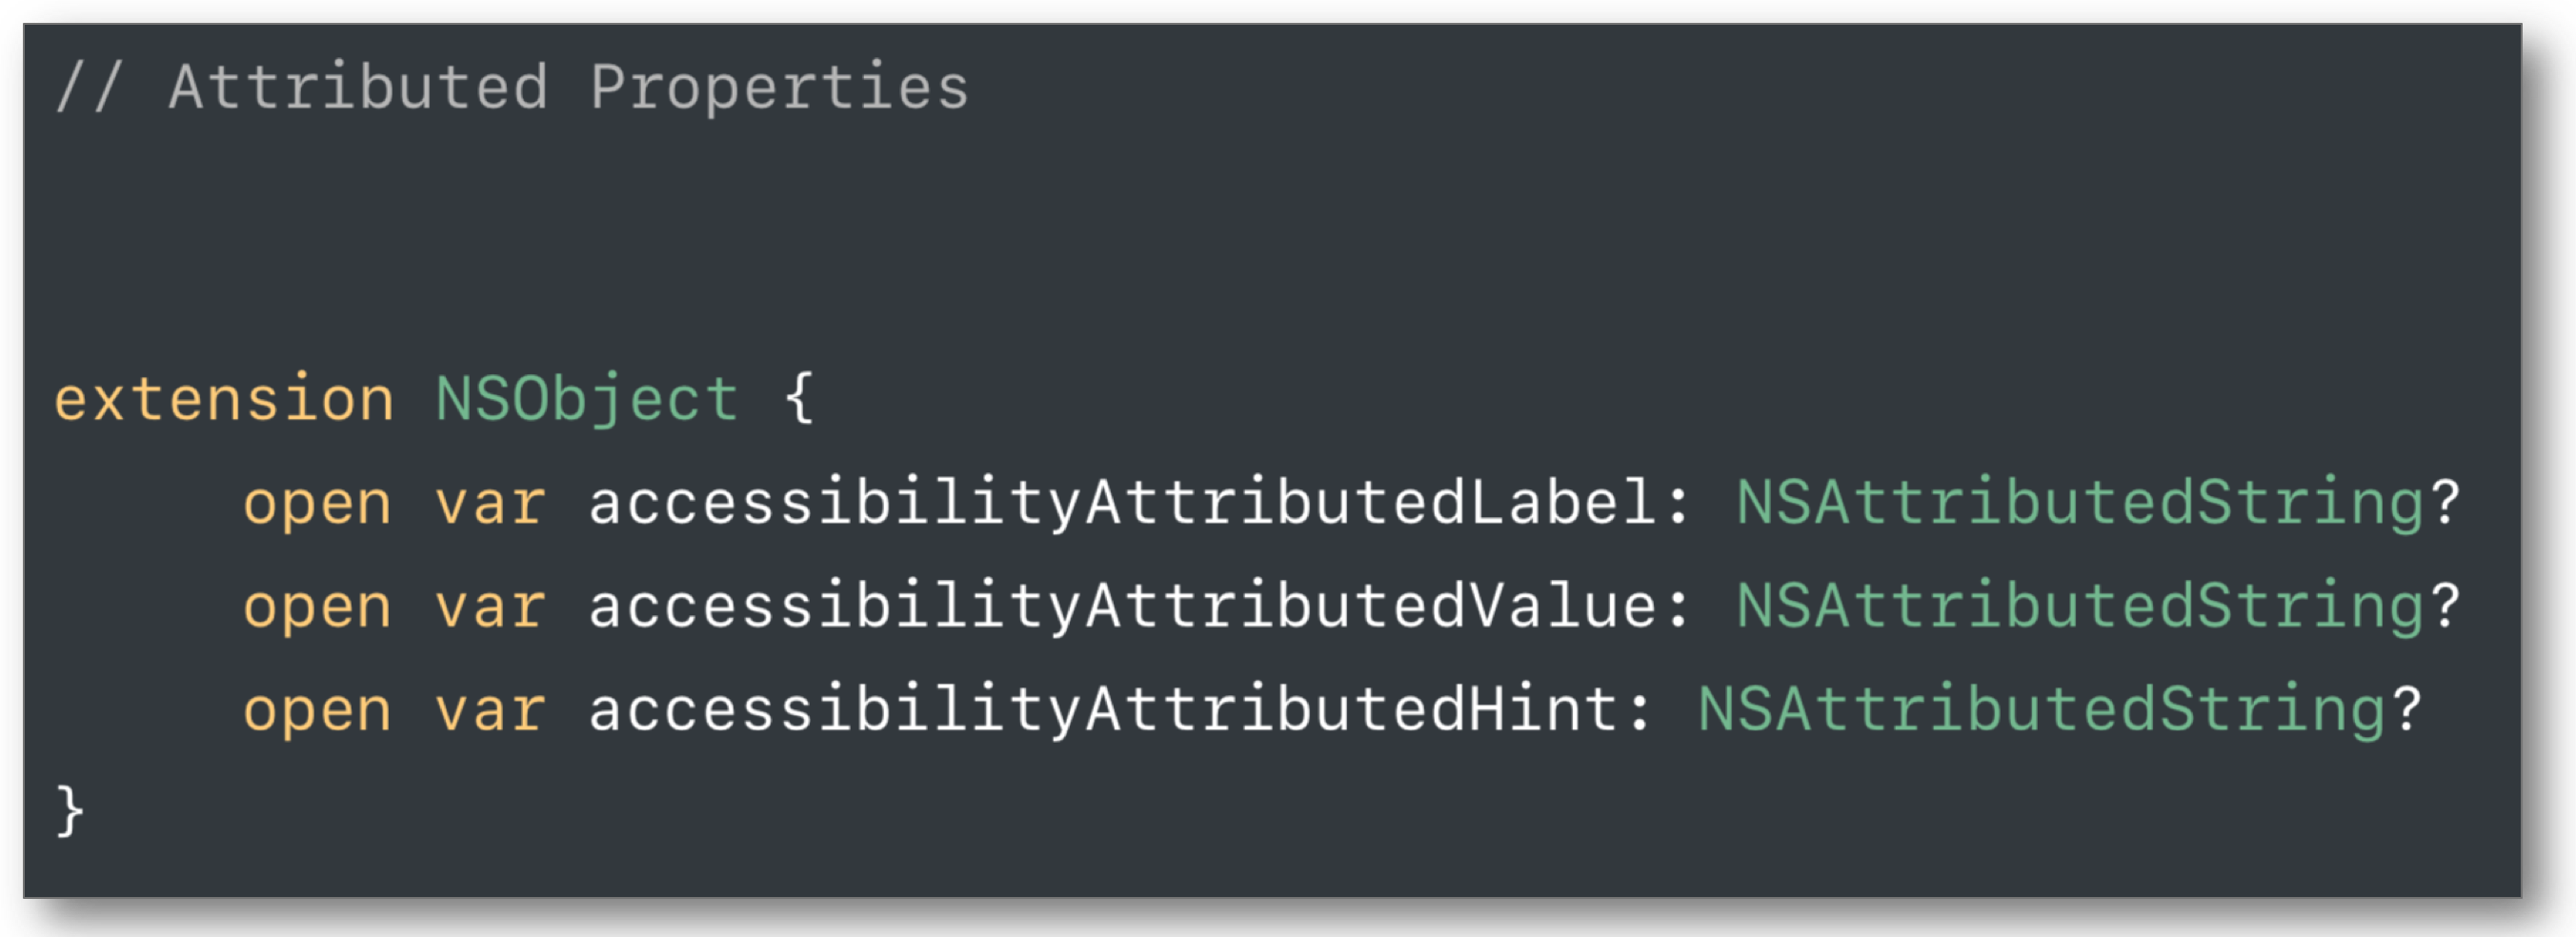 // Attributed Properties
extension NSObject {
open var accessibilityAttributedLabel: NSAttributedString?
open var accessibilityAttributedValue: NSAttributedString?
open var accessibilityAttributedHint: NSAttributedString?
}